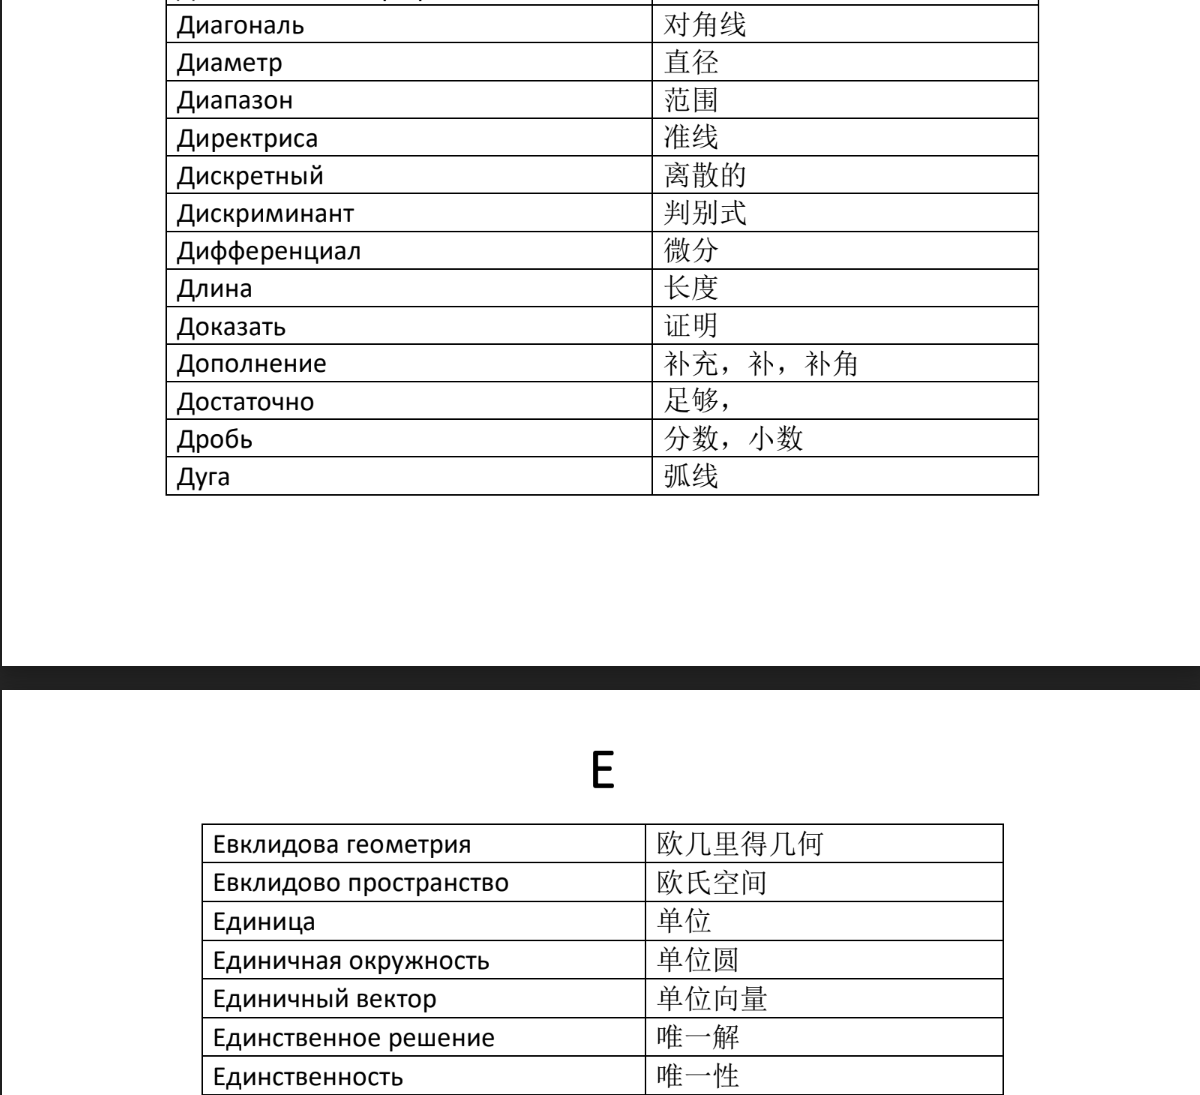 Диагональ 对角线
Диаметр 直径
Диапазон 范围
Директриса 准线
Дискретный 离散的
Дискриминант 判别式
Дифференциал 微分
Длина 长度
Доказать 证明
Дополнение 补充，补，补角
Достаточно 足够，
Дробь 分数，小数
Дуга 弧线
Е
Евклидова геометрия 欧几里得几何
Евклидово пространство 欧氏空间
Единица 单位
Единичная окружность 单位圆
Единичный вектор 单位向量
Единственное решение 唯一解
Единственность 唯一性